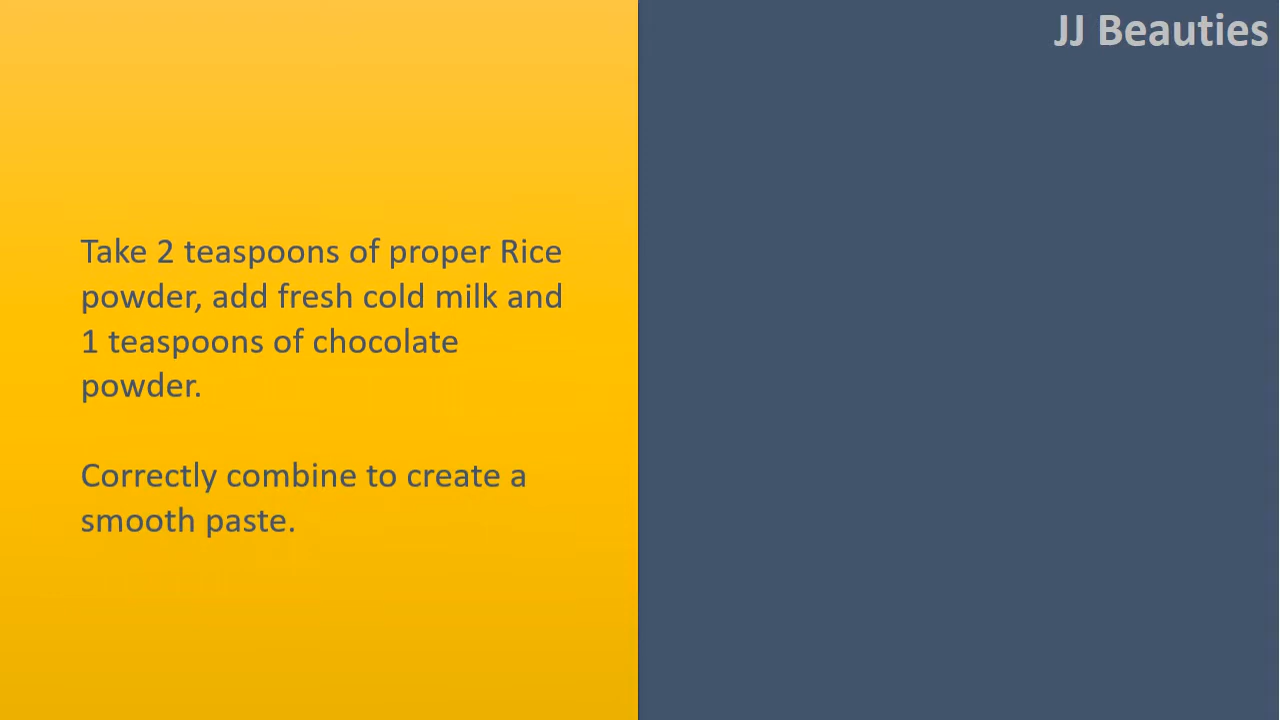 JJ Beauties
Take 2 teaspoons of proper Rice
powder, add fresh cold milk and
1 teaspoons of chocolate
powder.
Correctly combine to create a
smooth paste.